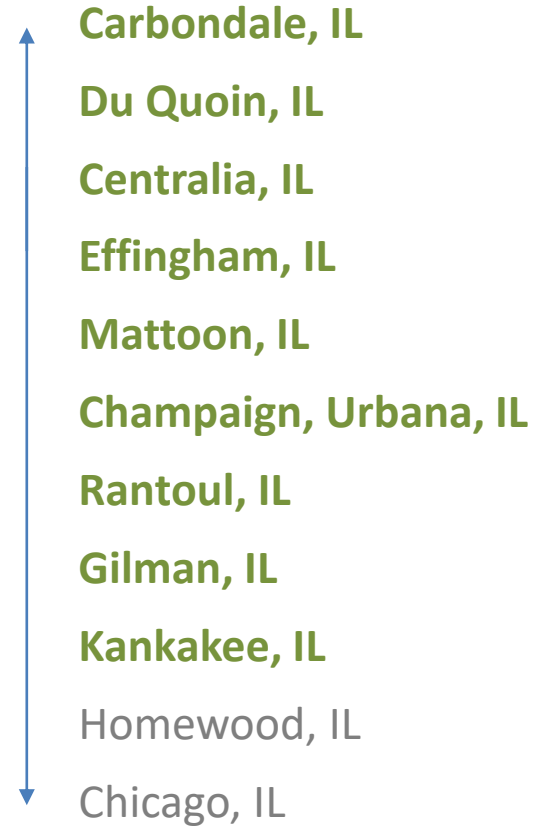 Carbondale, IL
Du Quoin, IL
Centralia, IL
Effingham, IL
Mattoon, IL
Champaign, Urbana, IL
Rantoul, IL
Gilman, IL
Kankakee, IL
Homewood, IL
Chicago, IL